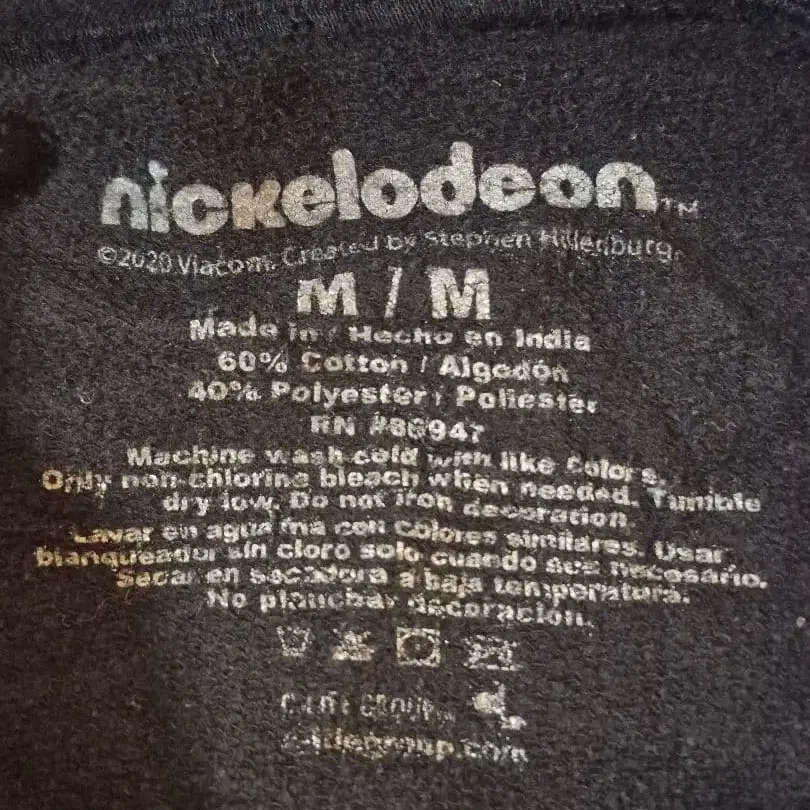 nickelodeon™
©2020 Viacom. Created by Stephen Hillenburg.
M / M
Made in / Hecho en India
60% Cotton / Algodón
40% Polyester / Poliester
RN #86947
Machine wash cold with like colors.
Only non-chlorine bleach when needed. Tumble
dry low. Do not iron decoration.
Lavar en agua fria con colores similares. Usar
blanqueador sin cloro solo cuando sea necesario.
Secar en secadora a baja temperatura.
No planchar decoración.